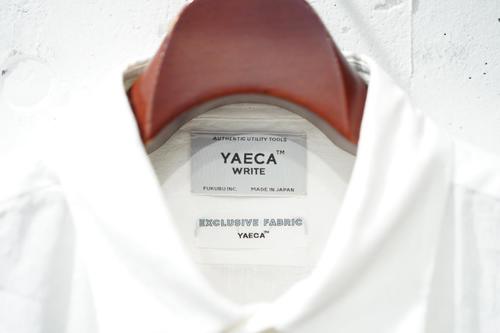 AUTHENTIC UTILITY TOOLS
YAECA™
WRITE
FUKUBU INC. MADE IN JAPAN
EXCLUSIVE FABRIC
YAECA™